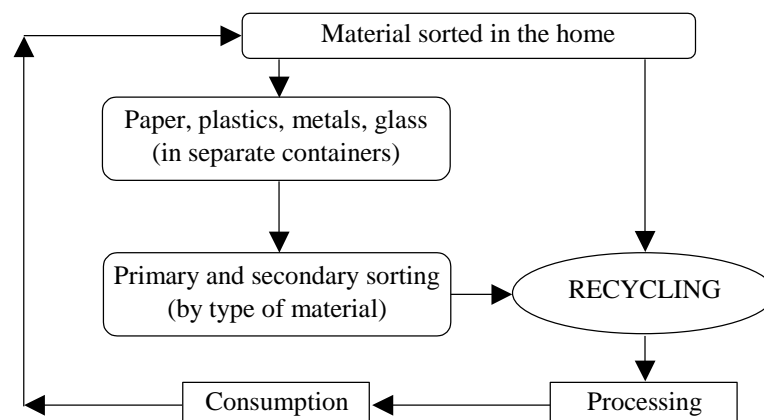 Material sorted in the home
Paper, plastics, metals, glass
(in separate containers)
Primary and secondary sorting
(by type of material)
RECYCLING
Consumption
Processing